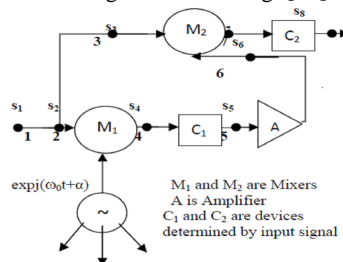 s₃ M₂ 7 s₆ C₂ s₈
3
6
s₁ s₂ s₄ s₅
1 2 M₁ 4 C₁ 5 A
expj(ω₀t+α)
~
M₁ and M₂ are Mixers
A is Amplifier
C₁ and C₂ are devices
determined by input signal